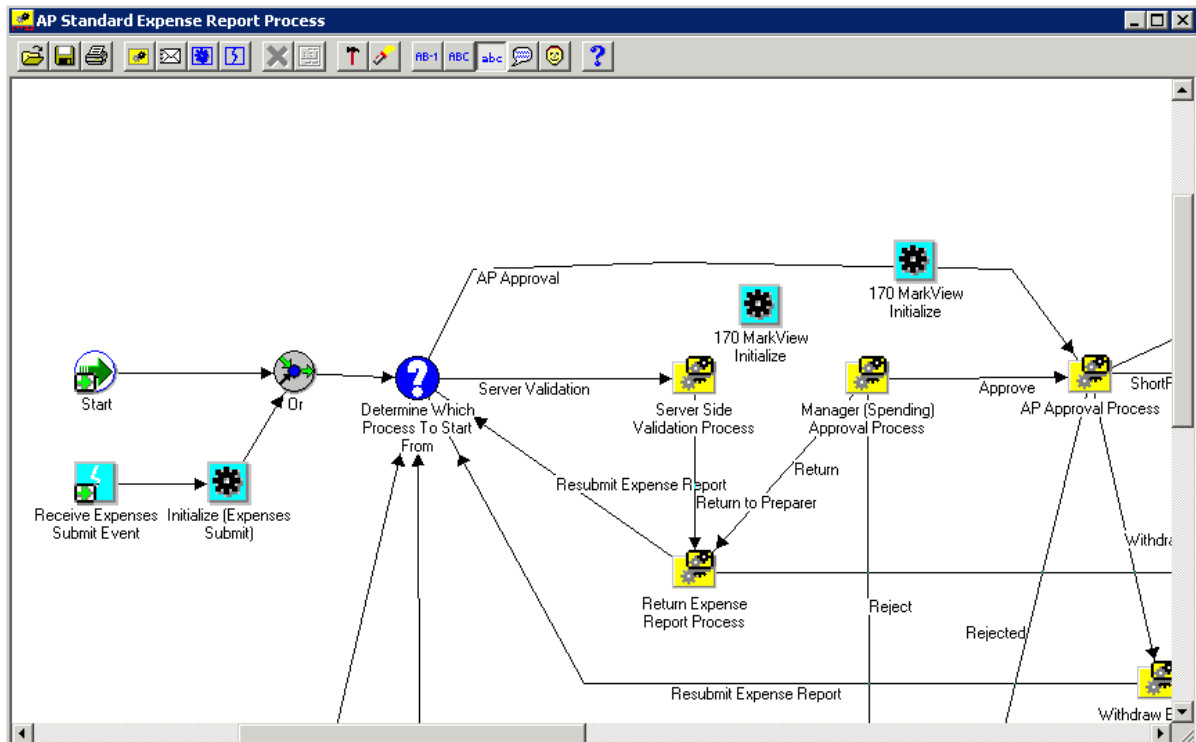 AP Standard Expense Report Process
AB-1 ABC abc
AP Approval
170 MarkView
Initialize
170 MarkView
Initialize
Start
Or
Server Validation
Approve
ShortF
Determine Which
Process To Start
From
Server Side
Validation Process
Manager (Spending)
Approval Process
AP Approval Process
Return
Resubmit Expense Report
Return to Preparer
Receive Expenses
Submit Event
Initialize (Expenses
Submit)
Withdra
Return Expense
Report Process
Reject
Rejected
Resubmit Expense Report
Withdraw E